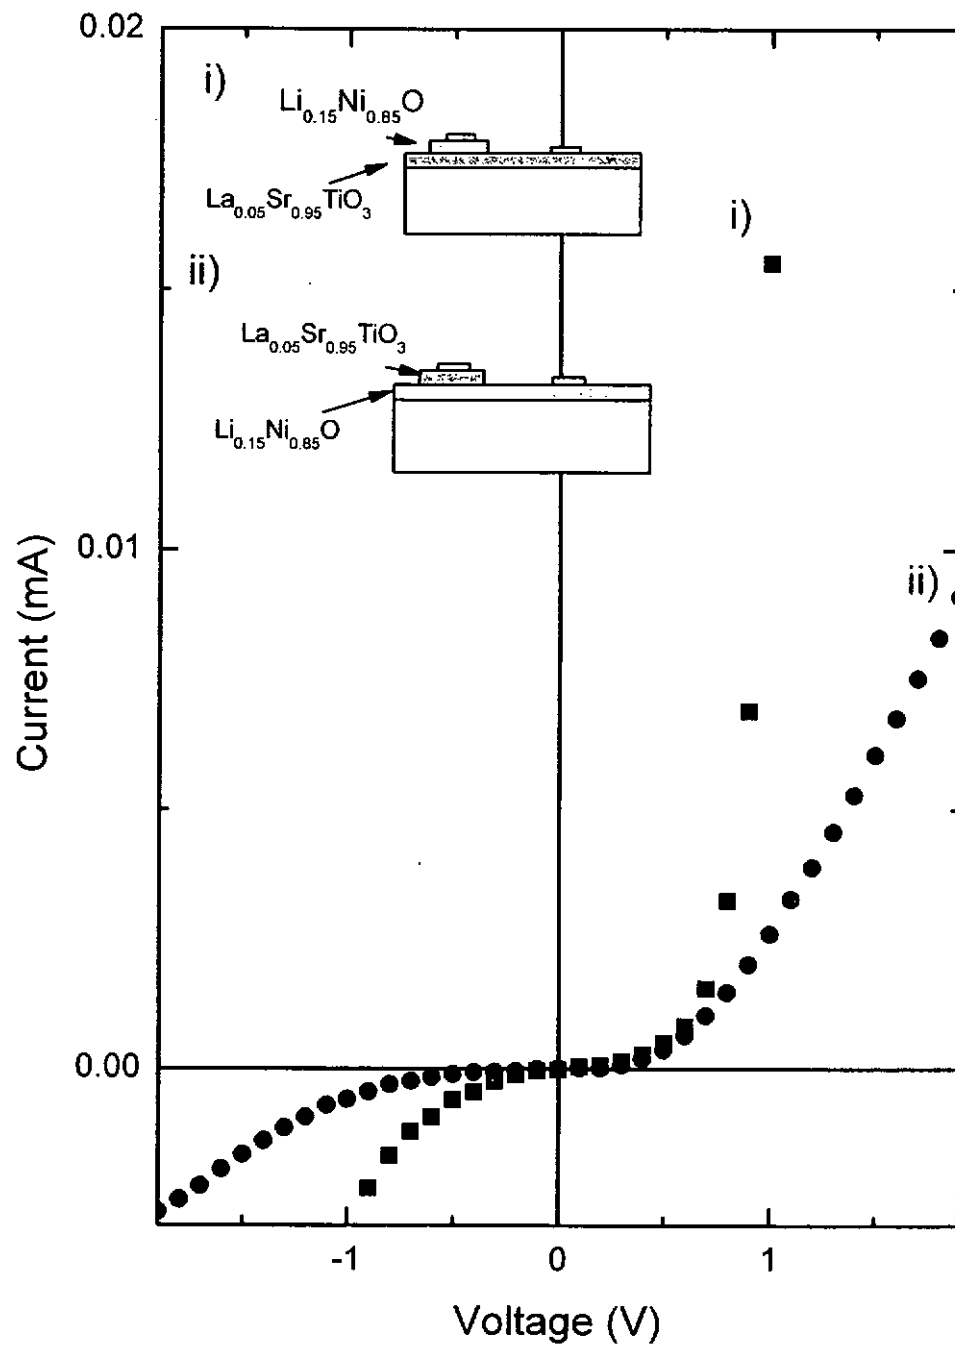 0.02
i)
Li0.15Ni0.85O
La0.05Sr0.95TiO3
i)
ii)
La0.05Sr0.95TiO3
Li0.15Ni0.85O
0.01
ii)
Current (mA)
0.00
-1 0 1
Voltage (V)